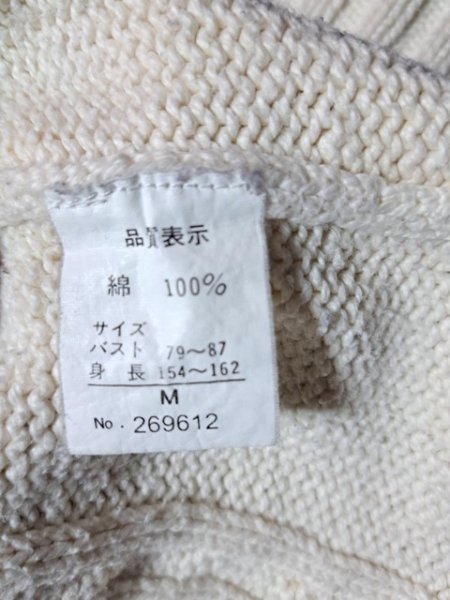 品質表示
綿 100%
サイズ
バスト 79～87
身長 154～162
M
No. 269612